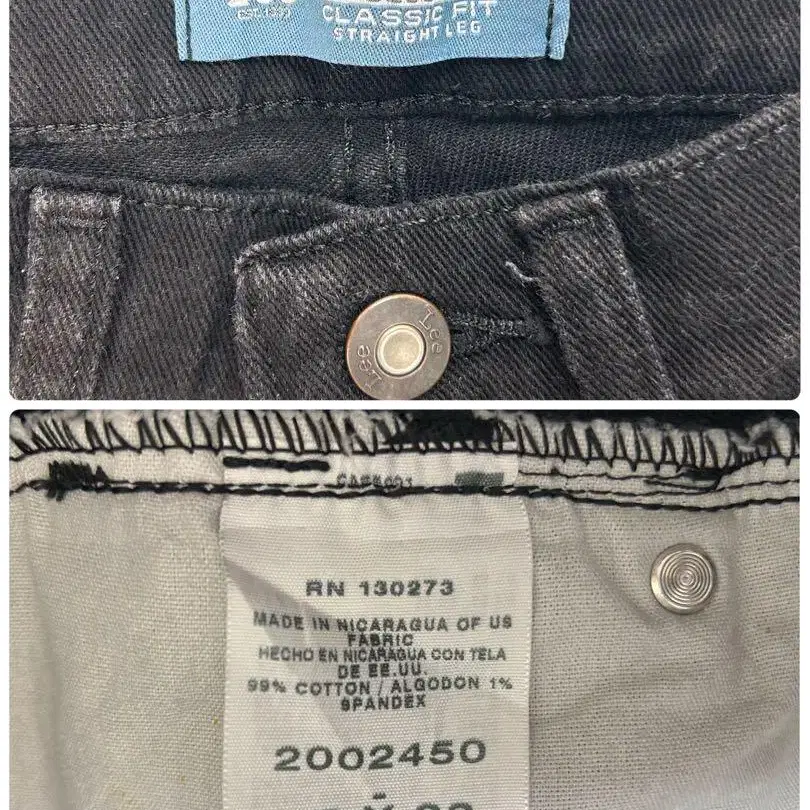 CLASSIC FIT
STRAIGHT LEG
Lee
Lee
RN 130273
MADE IN NICARAGUA OF US
FABRIC
HECHO EN NICARAGUA CON TELA
DE EE.UU.
99% COTTON / ALGODON 1%
SPANDEX
2002450